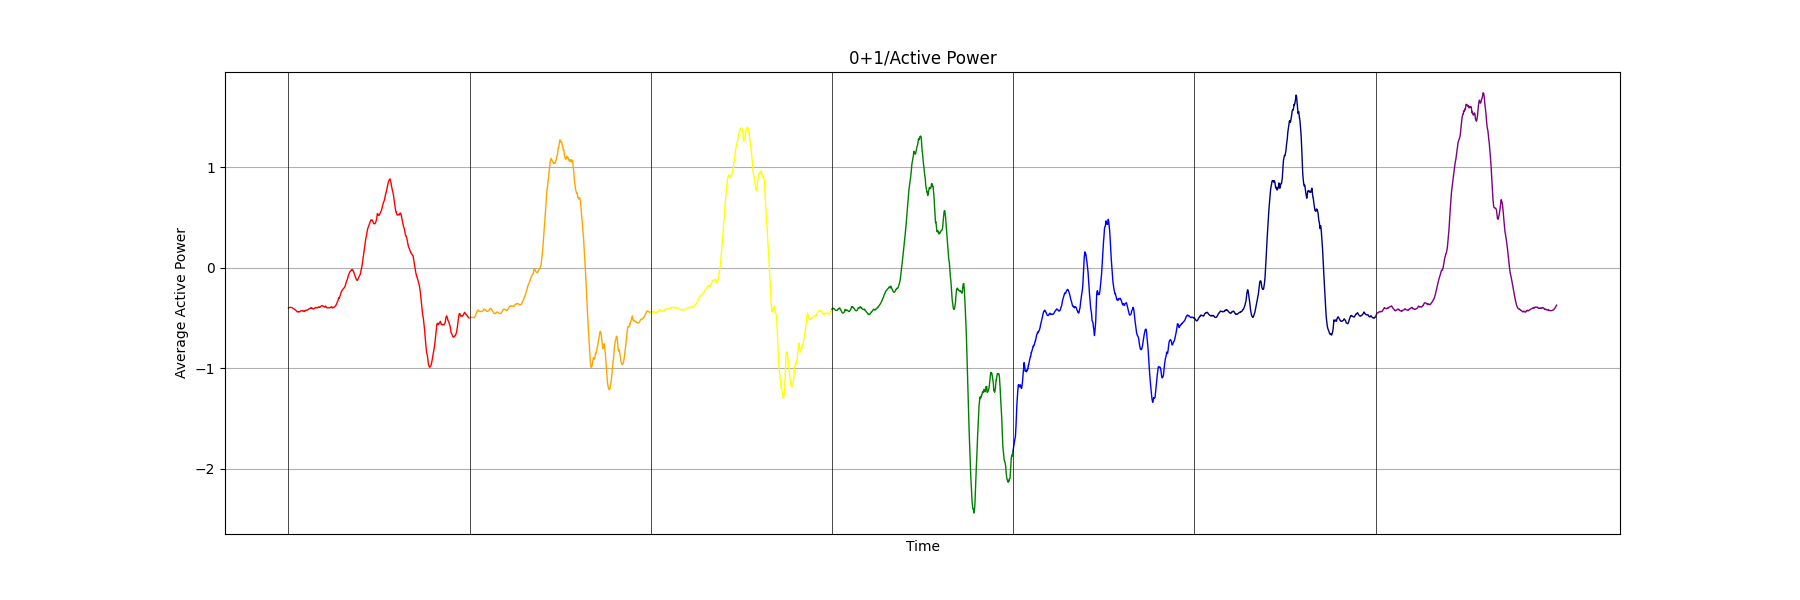 0+1/Active Power
Average Active Power
1
0
−1
−2
Time